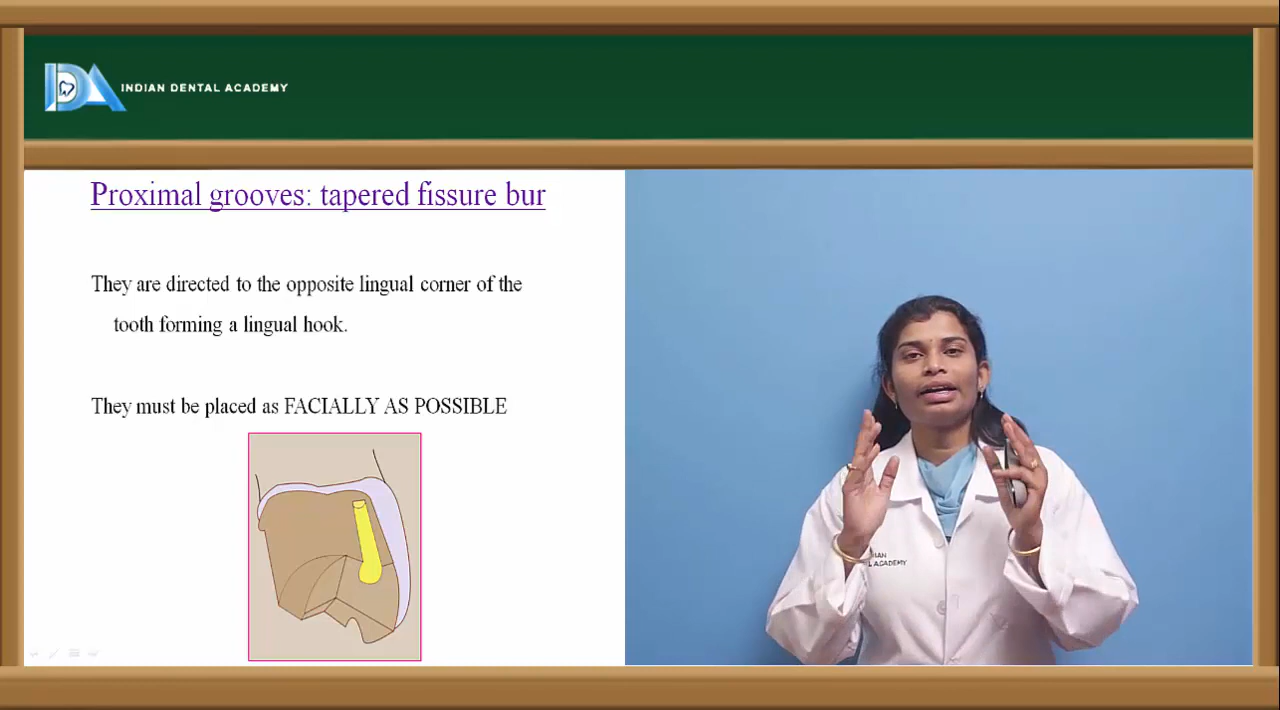 INDIAN DENTAL ACADEMY
Proximal grooves: tapered fissure bur
They are directed to the opposite lingual corner of the
tooth forming a lingual hook.
They must be placed as FACIALLY AS POSSIBLE
ACADEMY